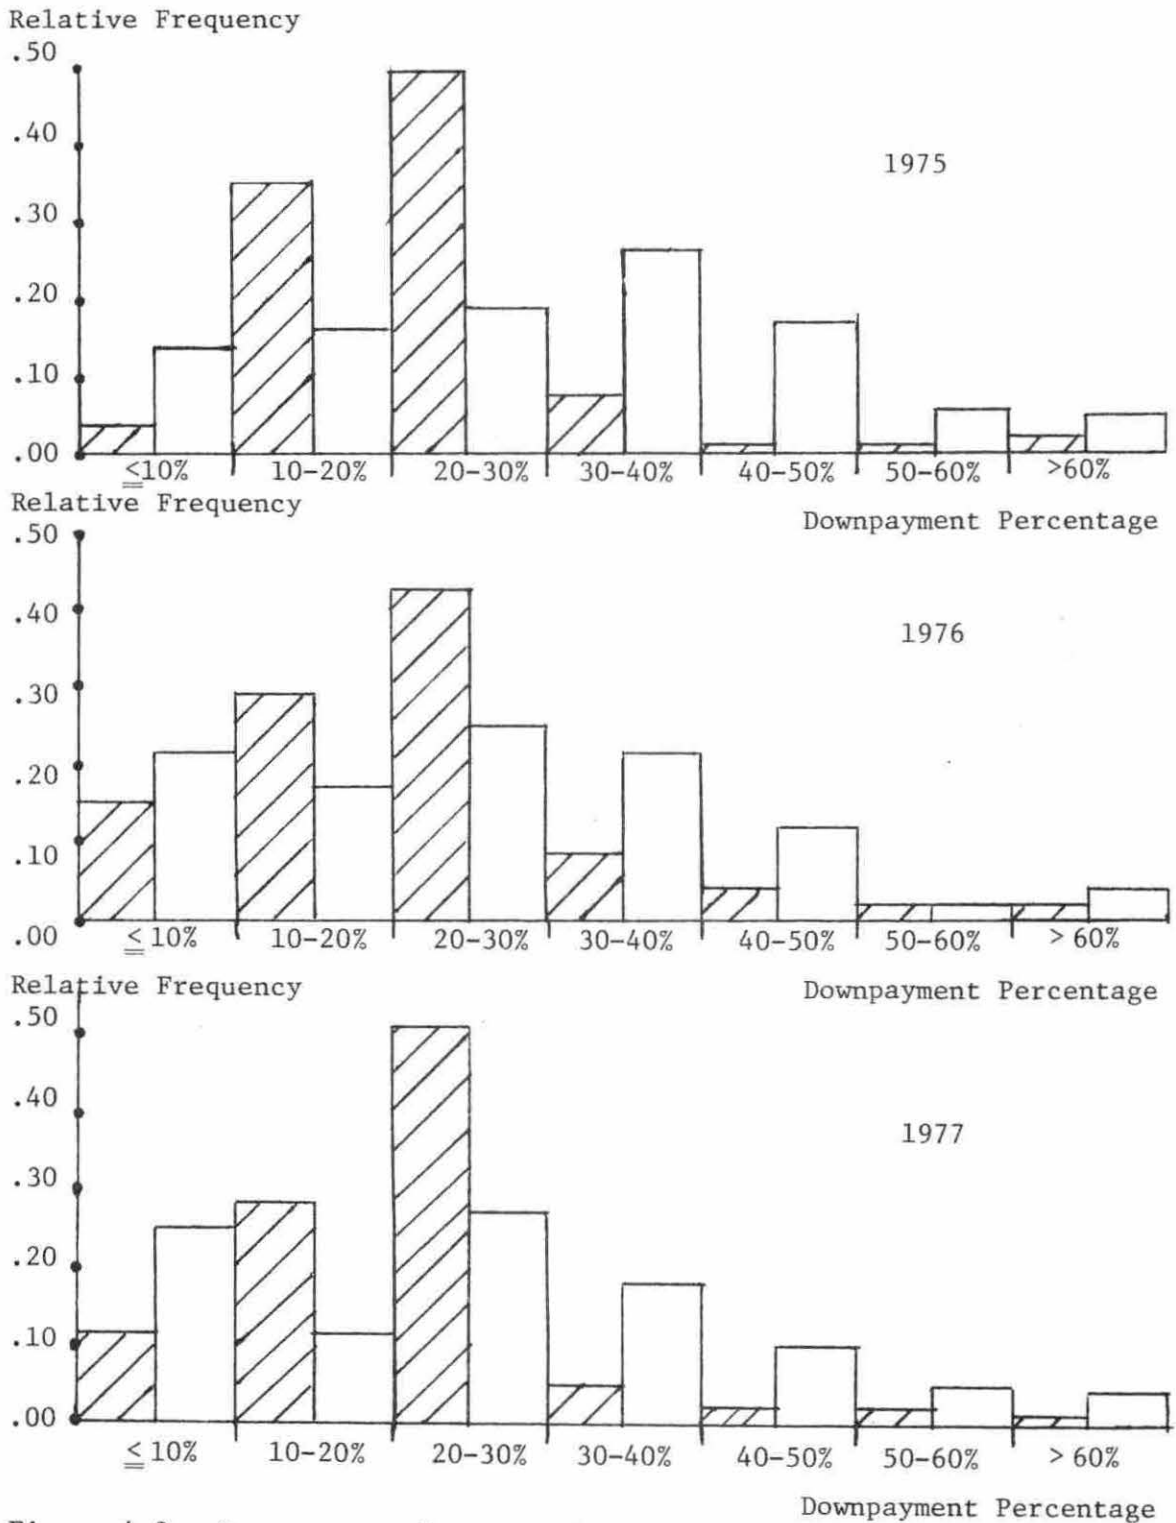 Relative Frequency
.50
.40
.30
.20
.10
.00
1975
≤10% 10-20% 20-30% 30-40% 40-50% 50-60% >60%
Downpayment Percentage
Relative Frequency
.50
.40
.30
.20
.10
.00
1976
≤10% 10-20% 20-30% 30-40% 40-50% 50-60% >60%
Downpayment Percentage
Relative Frequency
.50
.40
.30
.20
.10
.00
1977
≤10% 10-20% 20-30% 30-40% 40-50% 50-60% >60%
Downpayment Percentage